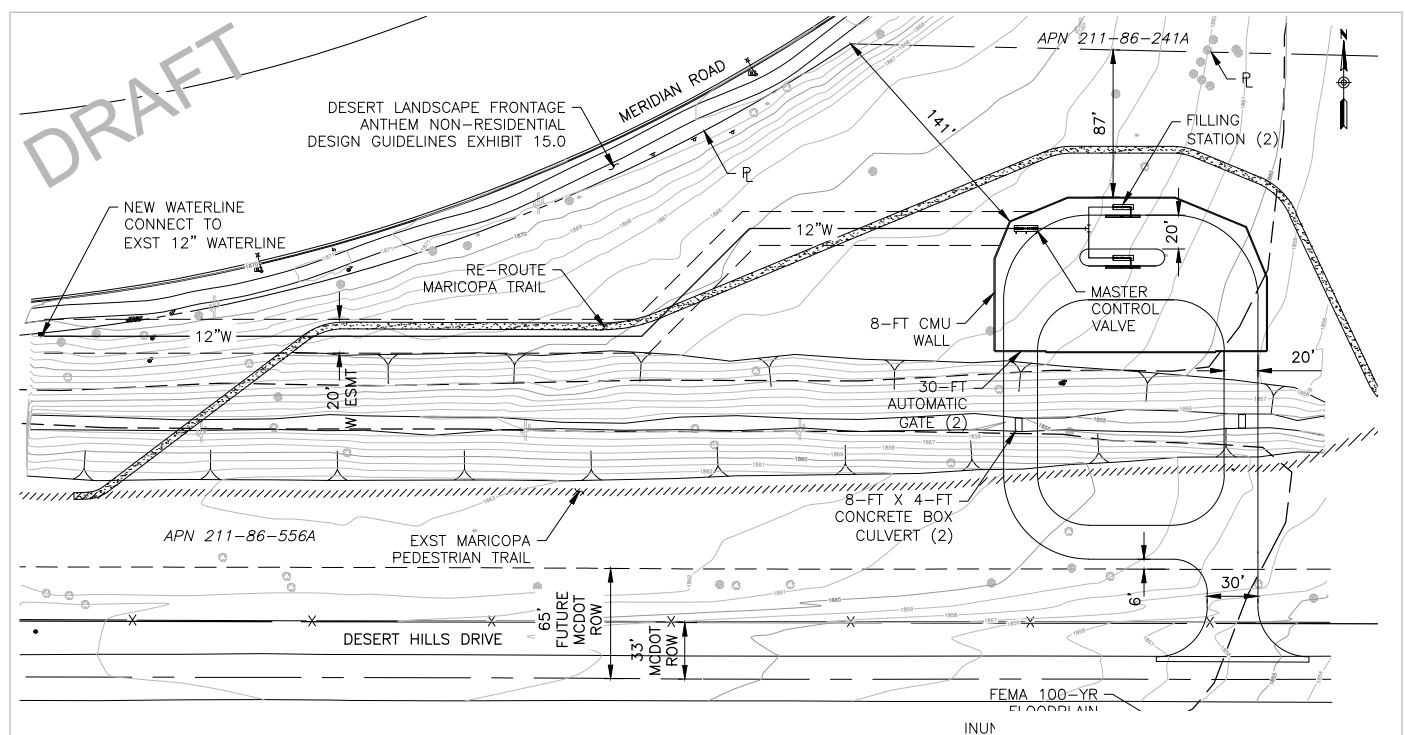 DRAFT
APN 211-86-241A
N
MERIDIAN ROAD
DESERT LANDSCAPE FRONTAGE
ANTHEM NON-RESIDENTIAL
DESIGN GUIDELINES EXHIBIT 15.0
141'
87'
FILLING
STATION (2)
NEW WATERLINE
CONNECT TO
EXST 12" WATERLINE
12"W
20'
RE-ROUTE
MARICOPA TRAIL
MASTER
CONTROL
VALVE
8-FT CMU
WALL
12"W
20'
W ESMT
20'
30-FT
AUTOMATIC
GATE (2)
8-FT X 4-FT
CONCRETE BOX
CULVERT (2)
APN 211-86-556A
EXST MARICOPA
PEDESTRIAN TRAIL
65'
FUTURE
MCDOT
ROW
33'
MCDOT
ROW
6'
30'
DESERT HILLS DRIVE
FEMA 100-YR